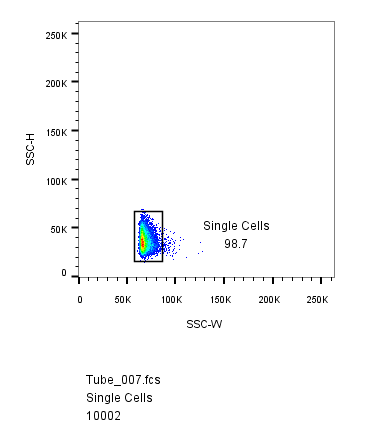 250K
200K
150K
100K
50K
0
SSC-H
Single Cells
98.7
0 50K 100K 150K 200K 250K
SSC-W
Tube_007.fcs
Single Cells
10002